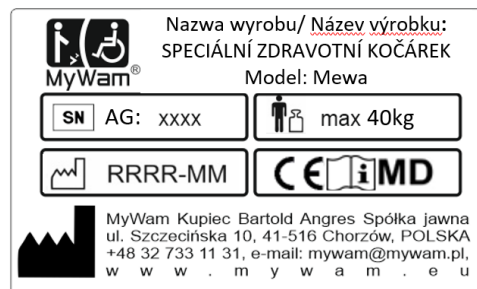 Nazwa wyrobu/ Název výrobku:
SPECIÁLNÍ ZDRAVOTNÍ KOČÁREK
Model: Mewa
MyWam®
SN AG: xxxx
max 40kg
RRRR-MM
CE i MD
MyWam Kupiec Bartold Angres Spółka jawna
ul. Szczecińska 10, 41-516 Chorzów, POLSKA
+48 32 733 11 31, e-mail: mywam@mywam.pl,
w w w . m y w a m . e u